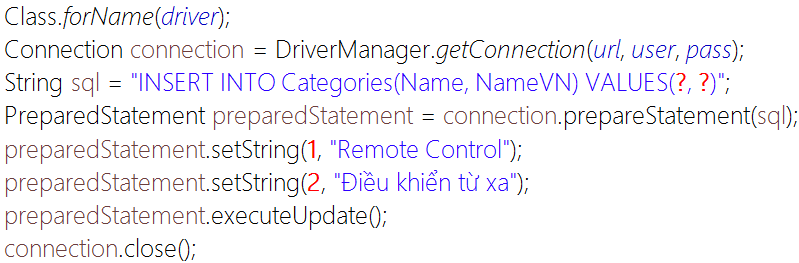 Class.forName(driver);
Connection connection = DriverManager.getConnection(url, user, pass);
String sql = "INSERT INTO Categories(Name, NameVN) VALUES(?, ?)";
PreparedStatement preparedStatement = connection.prepareStatement(sql);
preparedStatement.setString(1, "Remote Control");
preparedStatement.setString(2, "Điều khiển từ xa");
preparedStatement.executeUpdate();
connection.close();